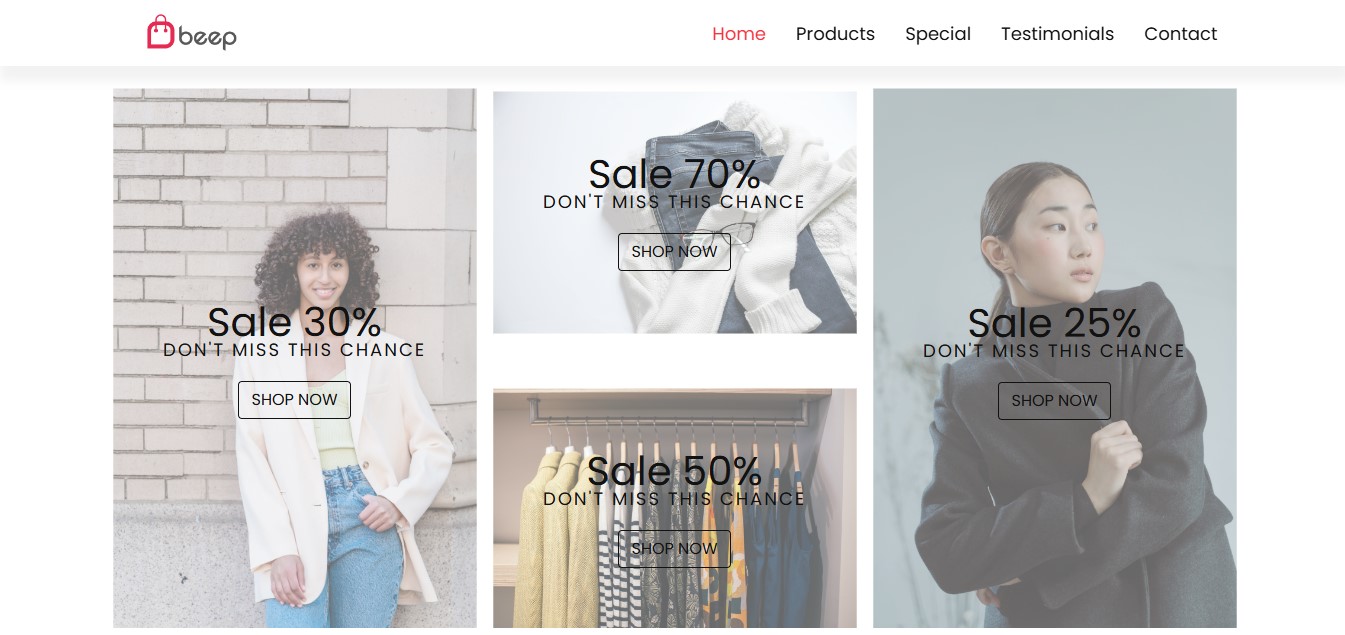 beep
Home Products Special Testimonials Contact
Sale 30%
DON'T MISS THIS CHANCE
SHOP NOW
Sale 70%
DON'T MISS THIS CHANCE
SHOP NOW
Sale 50%
DON'T MISS THIS CHANCE
SHOP NOW
Sale 25%
DON'T MISS THIS CHANCE
SHOP NOW